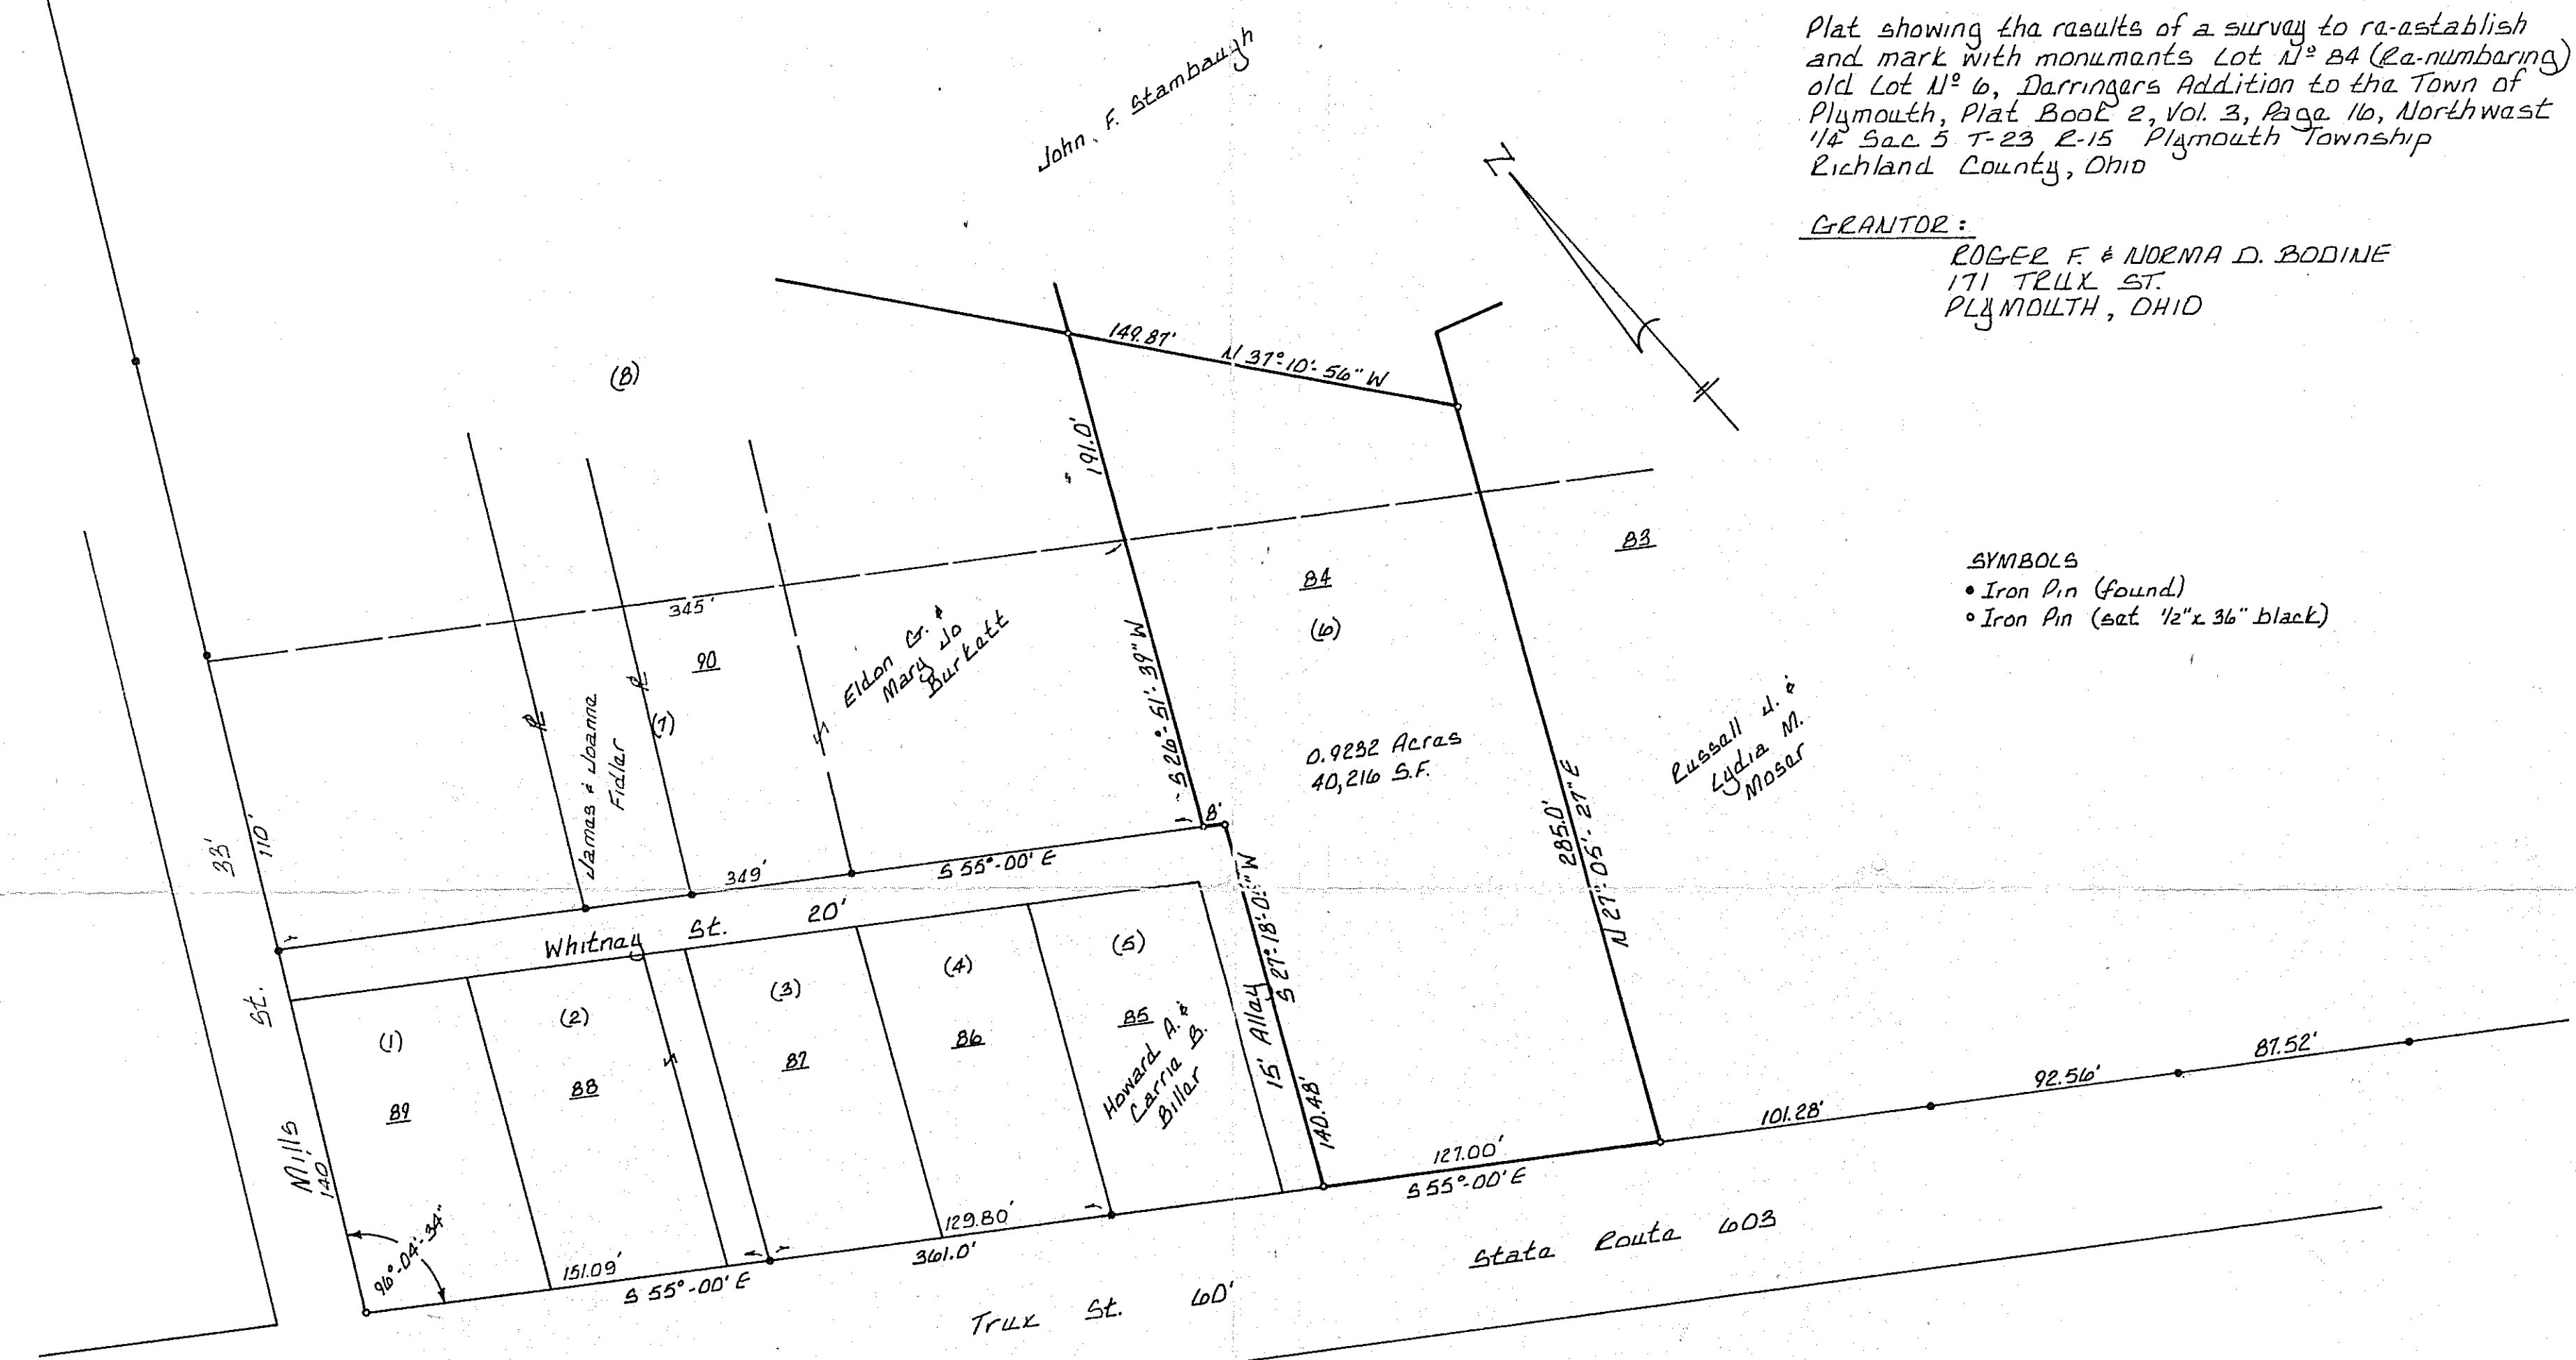 Plat showing the results of a survey to re-establish
and mark with monuments Lot Nº 84 (Re-numbering)
old Lot Nº 6, Darringers Addition to the Town of
Plymouth, Plat Book 2, Vol. 3, Page 16, Northwest
1/4 Sec 5 T-23 R-15 Plymouth Township
Richland County, Ohio
GRANTOR:
ROGER F. & NORMA D. BODINE
171 TRUX ST.
PLYMOUTH, OHIO
John. F. Stambaugh
N
149.87'
N 37°-10'-56" W
(8)
191.0'
83
84
(6)
SYMBOLS
• Iron Pin (found)
∘ Iron Pin (set 1/2" x 36" black)
345'
90
(7)
Eldon G. &
Mary Jo
Burkett
S 26°-51'-39" W
James & Joanne
Fidler
0.9232 Acres
40,216 S.F.
Russell J. &
Lydia M.
Moser
285.0'
N 27°-05'-27" E
33'
110'
8'
349'
S 55°-00' E
Whitney St. 20'
S 27°-18'-0 " W
15' Alley
140.48'
Mills St.
140
(1)
89
(2)
88
(3)
87
(4)
86
(5)
85
Howard A. &
Carrie B.
Biller
96°-04'-34"
151.09'
S 55°-00' E
129.80'
361.0'
127.00'
S 55°-00' E
101.28'
92.56'
87.52'
Trux St. 60'
State Route 603